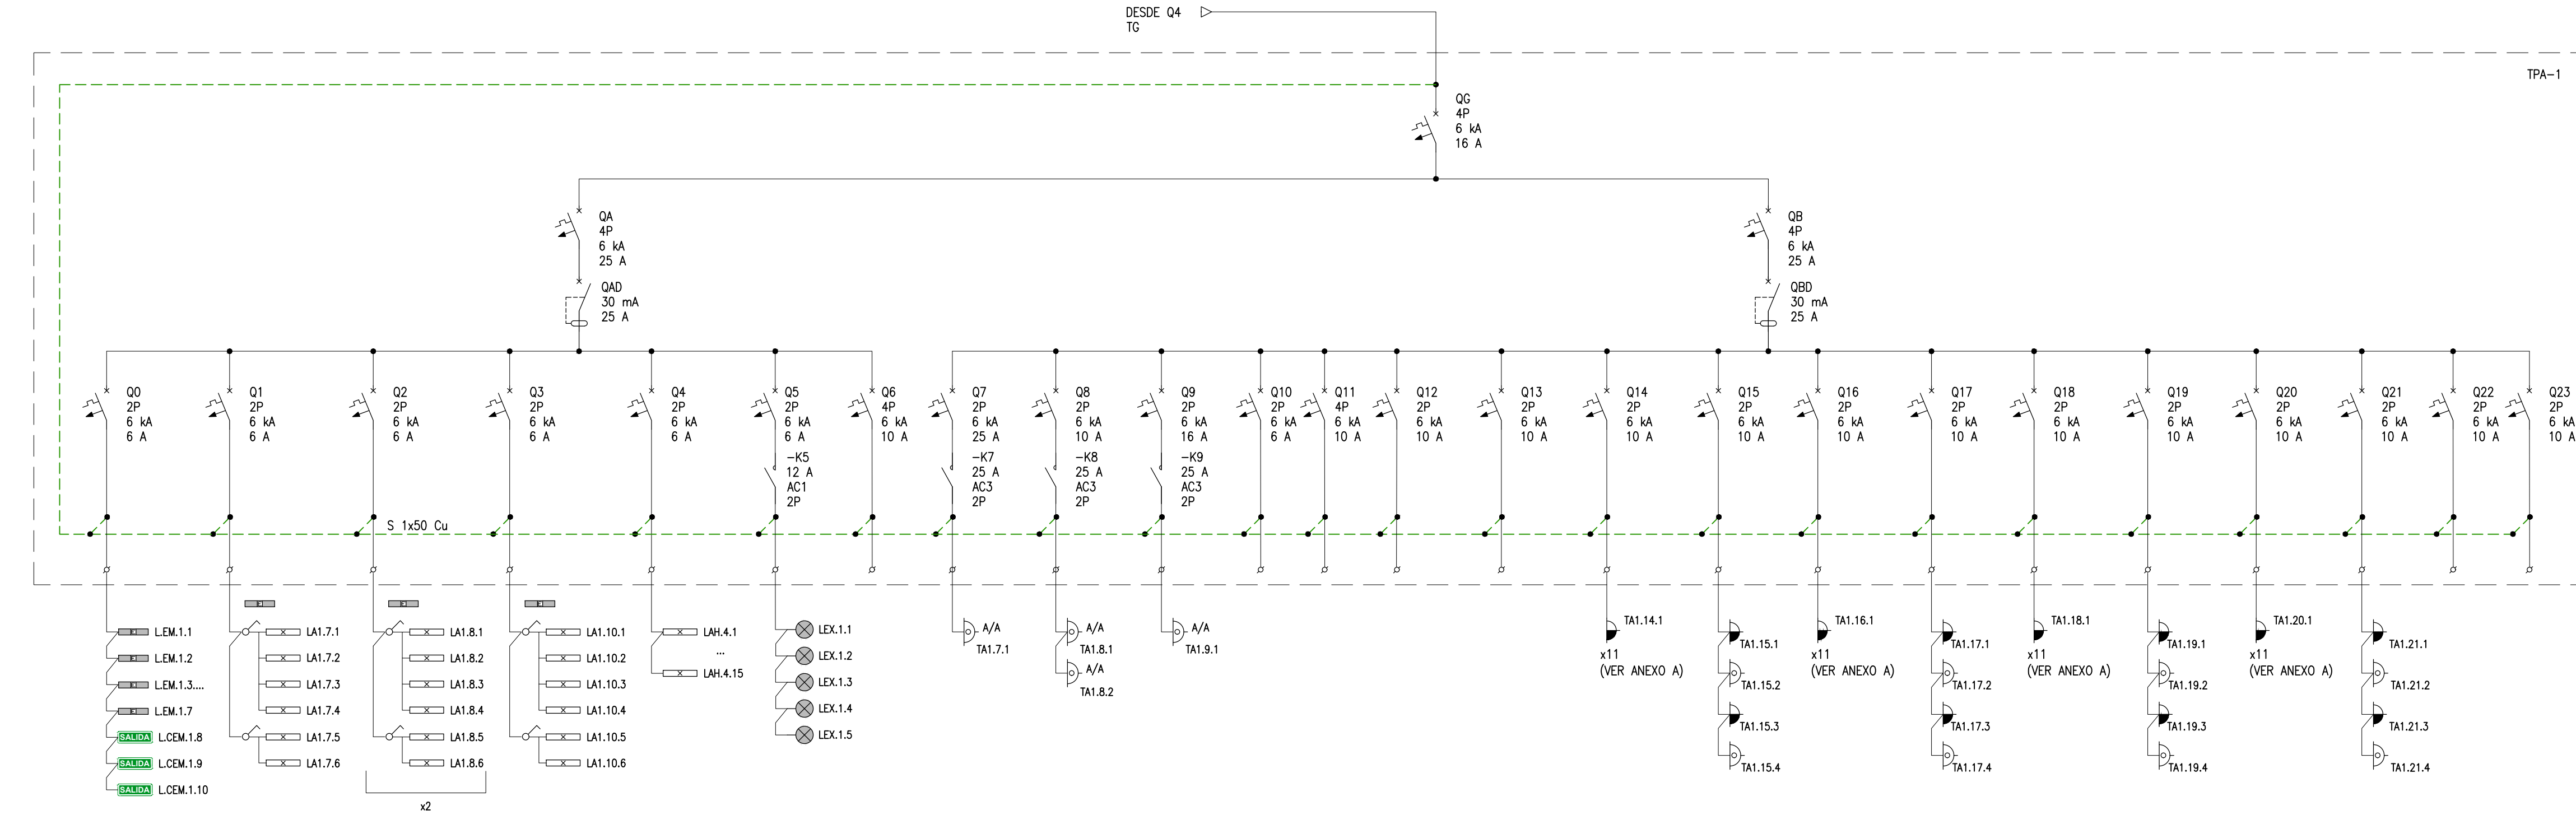 DESDE Q4
TG
TPA-1
QG
4P
6 kA
16 A
QA
4P
6 kA
25 A
QAD
30 mA
25 A
QB
4P
6 kA
25 A
QBD
30 mA
25 A
Q0
2P
6 kA
6 A
Q1
2P
6 kA
6 A
Q2
2P
6 kA
6 A
Q3
2P
6 kA
6 A
Q4
2P
6 kA
6 A
Q5
2P
6 kA
6 A
-K5
12 A
AC1
2P
Q6
4P
6 kA
10 A
Q7
2P
6 kA
25 A
-K7
25 A
AC3
2P
Q8
2P
6 kA
10 A
-K8
25 A
AC3
2P
Q9
2P
6 kA
16 A
-K9
25 A
AC3
2P
Q10
2P
6 kA
6 A
Q11
4P
6 kA
10 A
Q12
2P
6 kA
10 A
Q13
2P
6 kA
10 A
Q14
2P
6 kA
10 A
Q15
2P
6 kA
10 A
Q16
2P
6 kA
10 A
Q17
2P
6 kA
10 A
Q18
2P
6 kA
10 A
Q19
2P
6 kA
10 A
Q20
2P
6 kA
10 A
Q21
2P
6 kA
10 A
Q22
2P
6 kA
10 A
Q23
2P
6 kA
10 A
S 1x50 Cu
L.EM.1.1
L.EM.1.2
L.EM.1.3....
L.EM.1.7
SALIDA L.CEM.1.8
SALIDA L.CEM.1.9
SALIDA L.CEM.1.10
LA1.7.1
LA1.7.2
LA1.7.3
LA1.7.4
LA1.7.5
LA1.7.6
LA1.8.1
LA1.8.2
LA1.8.3
LA1.8.4
LA1.8.5
LA1.8.6
x2
LA1.10.1
LA1.10.2
LA1.10.3
LA1.10.4
LA1.10.5
LA1.10.6
LAH.4.1
...
LAH.4.15
LEX.1.1
LEX.1.2
LEX.1.3
LEX.1.4
LEX.1.5
A/A
TA1.7.1
A/A
TA1.8.1
A/A
TA1.8.2
A/A
TA1.9.1
TA1.14.1
x11
(VER ANEXO A)
TA1.15.1
TA1.15.2
TA1.15.3
TA1.15.4
TA1.16.1
x11
(VER ANEXO A)
TA1.17.1
TA1.17.2
TA1.17.3
TA1.17.4
TA1.18.1
x11
(VER ANEXO A)
TA1.19.1
TA1.19.2
TA1.19.3
TA1.19.4
TA1.20.1
x11
(VER ANEXO A)
TA1.21.1
TA1.21.2
TA1.21.3
TA1.21.4